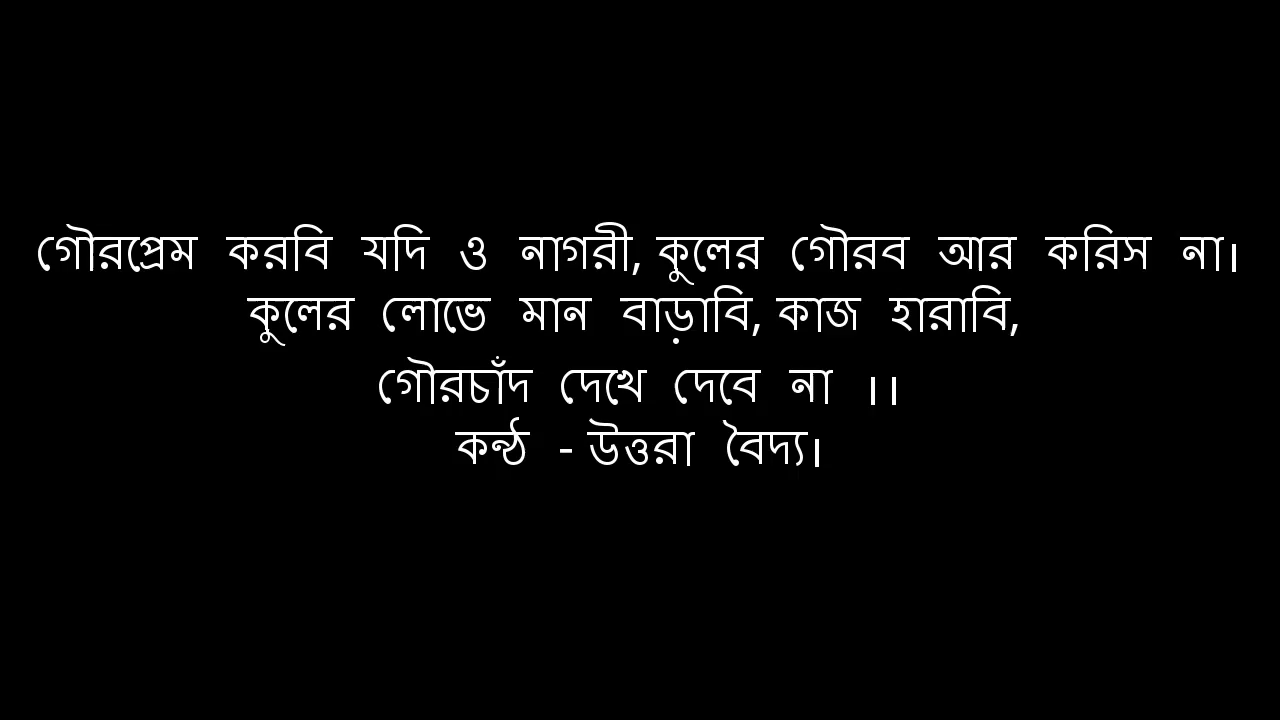 গৌরপ্রেম করবি যদি ও নাগরী, কুলের গৌরব আর করিস না।
কুলের লোভে মান বাড়াবি, কাজ হারাবি,
গৌরচাঁদ দেখে দেবে না ।।
কন্ঠ - উত্তরা বৈদ্য।